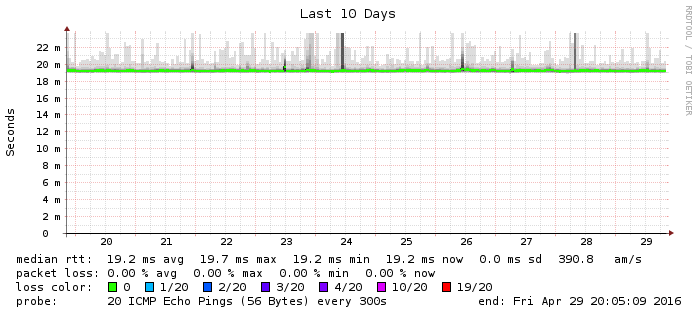 Last 10 Days
RRDTOOL / TOBI OETIKER
Seconds
22 m
20 m
18 m
16 m
14 m
12 m
10 m
8 m
6 m
4 m
2 m
0
20 21 22 23 24 25 26 27 28 29
median rtt: 19.2 ms avg 19.7 ms max 19.2 ms min 19.2 ms now 0.0 ms sd 390.8 am/s
packet loss: 0.00 % avg 0.00 % max 0.00 % min 0.00 % now
loss color: 0 1/20 2/20 3/20 4/20 10/20 19/20
probe: 20 ICMP Echo Pings (56 Bytes) every 300s end: Fri Apr 29 20:05:09 2016